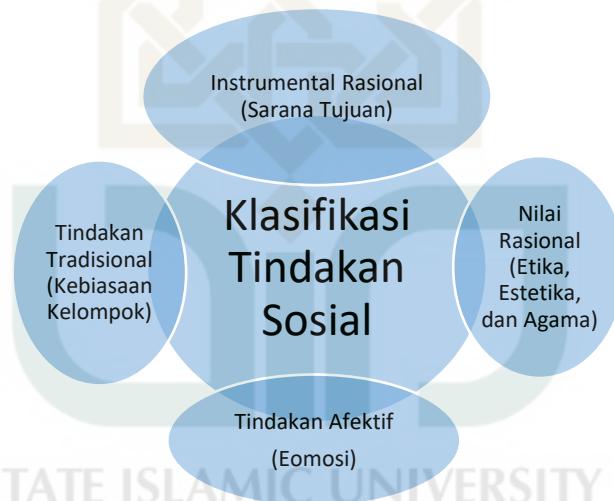 Instrumental Rasional
(Sarana Tujuan)
Tindakan
Tradisional
(Kebiasaan
Kelompok)
Klasifikasi
Tindakan
Sosial
Nilai
Rasional
(Etika,
Estetika,
dan Agama)
Tindakan Afektif
(Eomosi)
TATE ISLAMIC UNIVERSITY